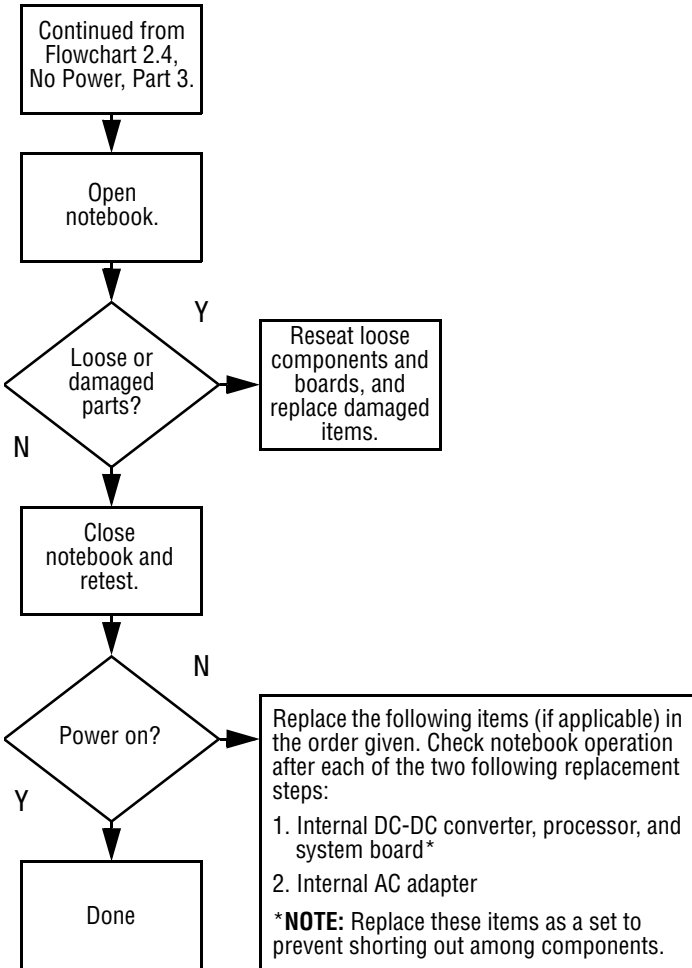 Continued from
Flowchart 2.4,
No Power, Part 3.
Open
notebook.
Y
Loose or
damaged
parts?
Reseat loose
components and
boards, and
replace damaged
items.
N
Close
notebook and
retest.
N
Power on?
Replace the following items (if applicable) in
the order given. Check notebook operation
after each of the two following replacement
steps:
1. Internal DC-DC converter, processor, and
system board*
2. Internal AC adapter
*NOTE: Replace these items as a set to
prevent shorting out among components.
Y
Done